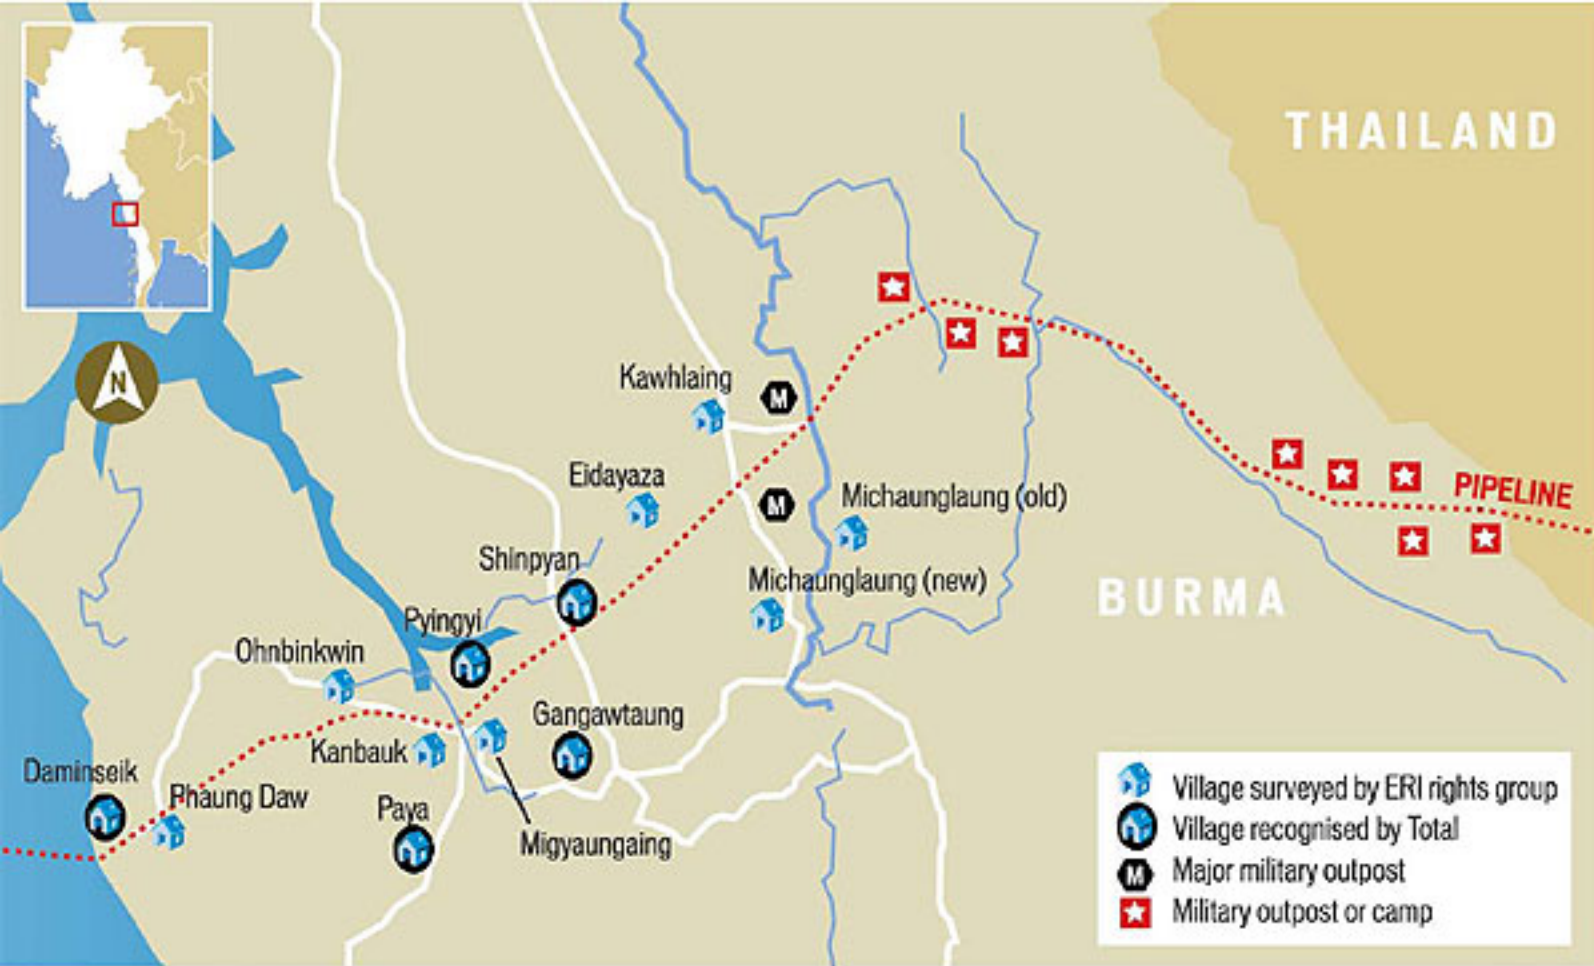 THAILAND
N
Kawhlaing
M
Eidayaza
M
Michaunglaung (old)
PIPELINE
Shinpyan
Michaunglaung (new)
BURMA
Pyingyi
Ohnbinkwin
Gangawtaung
Kanbauk
Daminseik
Phaung Daw
Paya
Migyaungaing
Village surveyed by ERI rights group
Village recognised by Total
M Major military outpost
Military outpost or camp